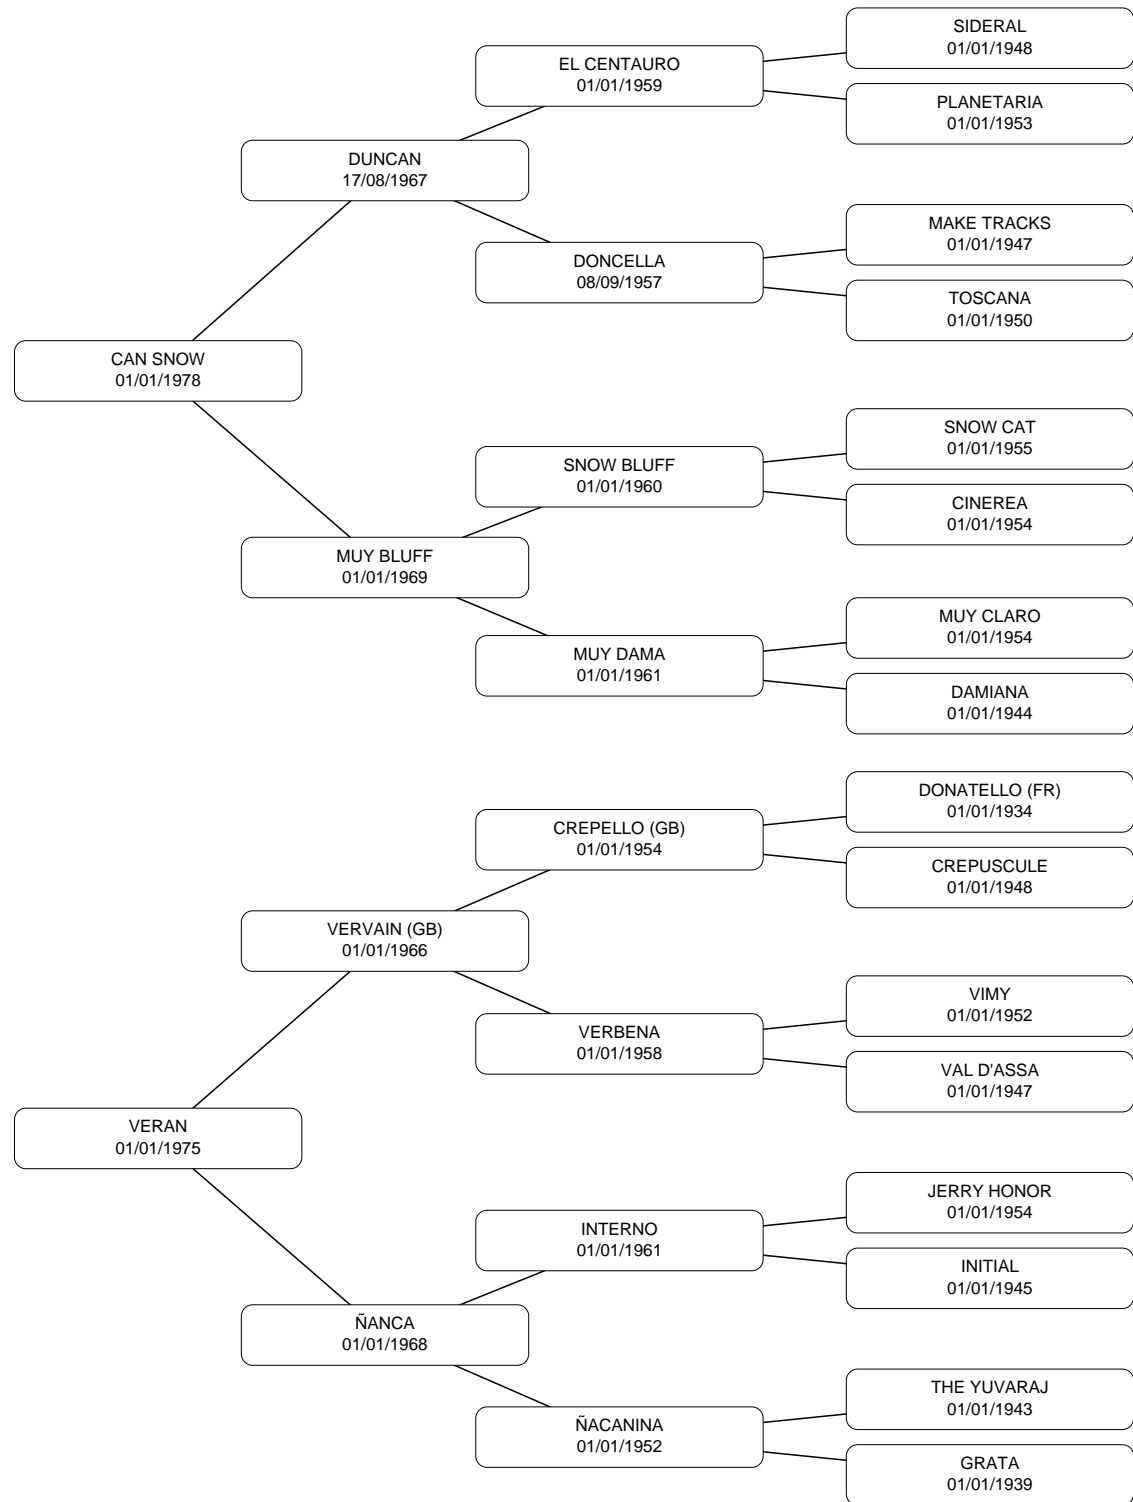 SIDERAL
01/01/1948
EL CENTAURO
01/01/1959
PLANETARIA
01/01/1953
DUNCAN
17/08/1967
MAKE TRACKS
01/01/1947
DONCELLA
08/09/1957
TOSCANA
01/01/1950
CAN SNOW
01/01/1978
SNOW CAT
01/01/1955
SNOW BLUFF
01/01/1960
CINEREA
01/01/1954
MUY BLUFF
01/01/1969
MUY CLARO
01/01/1954
MUY DAMA
01/01/1961
DAMIANA
01/01/1944
DONATELLO (FR)
01/01/1934
CREPELLO (GB)
01/01/1954
CREPUSCULE
01/01/1948
VERVAIN (GB)
01/01/1966
VIMY
01/01/1952
VERBENA
01/01/1958
VAL D'ASSA
01/01/1947
VERAN
01/01/1975
JERRY HONOR
01/01/1954
INTERNO
01/01/1961
INITIAL
01/01/1945
ÑANCA
01/01/1968
THE YUVARAJ
01/01/1943
ÑACANINA
01/01/1952
GRATA
01/01/1939